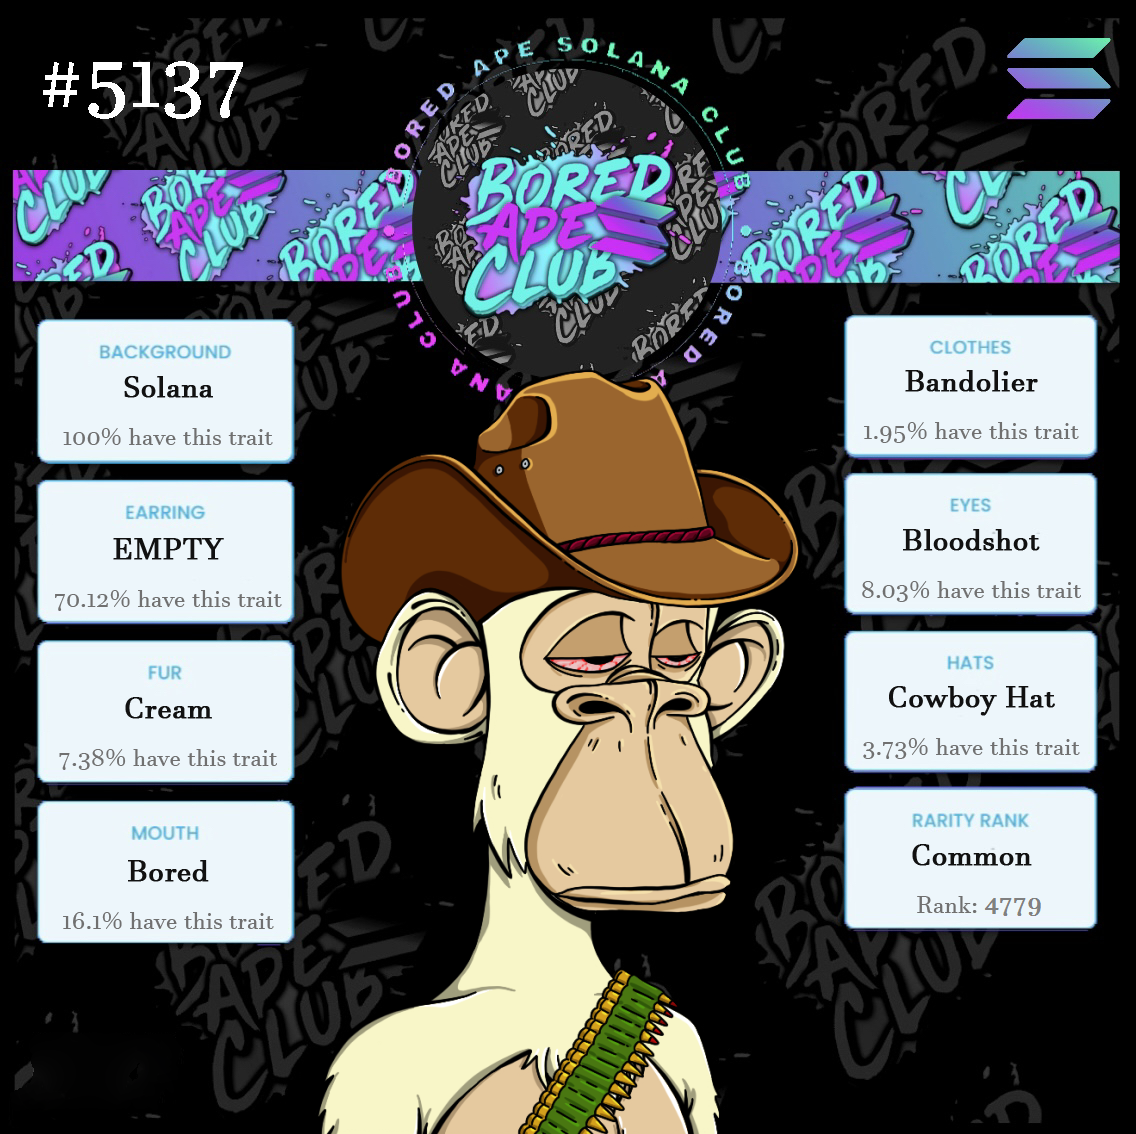 #5137
BORED APE SOLANA CLUB
BORED
APE
CLUB
BACKGROUND
Solana
100% have this trait
EARRING
EMPTY
70.12% have this trait
FUR
Cream
7.38% have this trait
MOUTH
Bored
16.1% have this trait
CLOTHES
Bandolier
1.95% have this trait
EYES
Bloodshot
8.03% have this trait
HATS
Cowboy Hat
3.73% have this trait
RARITY RANK
Common
Rank: 4779